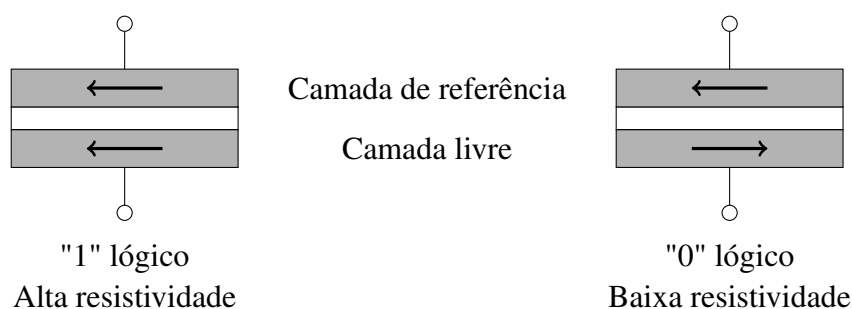 Camada de referência
Camada livre
"1" lógico
Alta resistividade
"0" lógico
Baixa resistividade